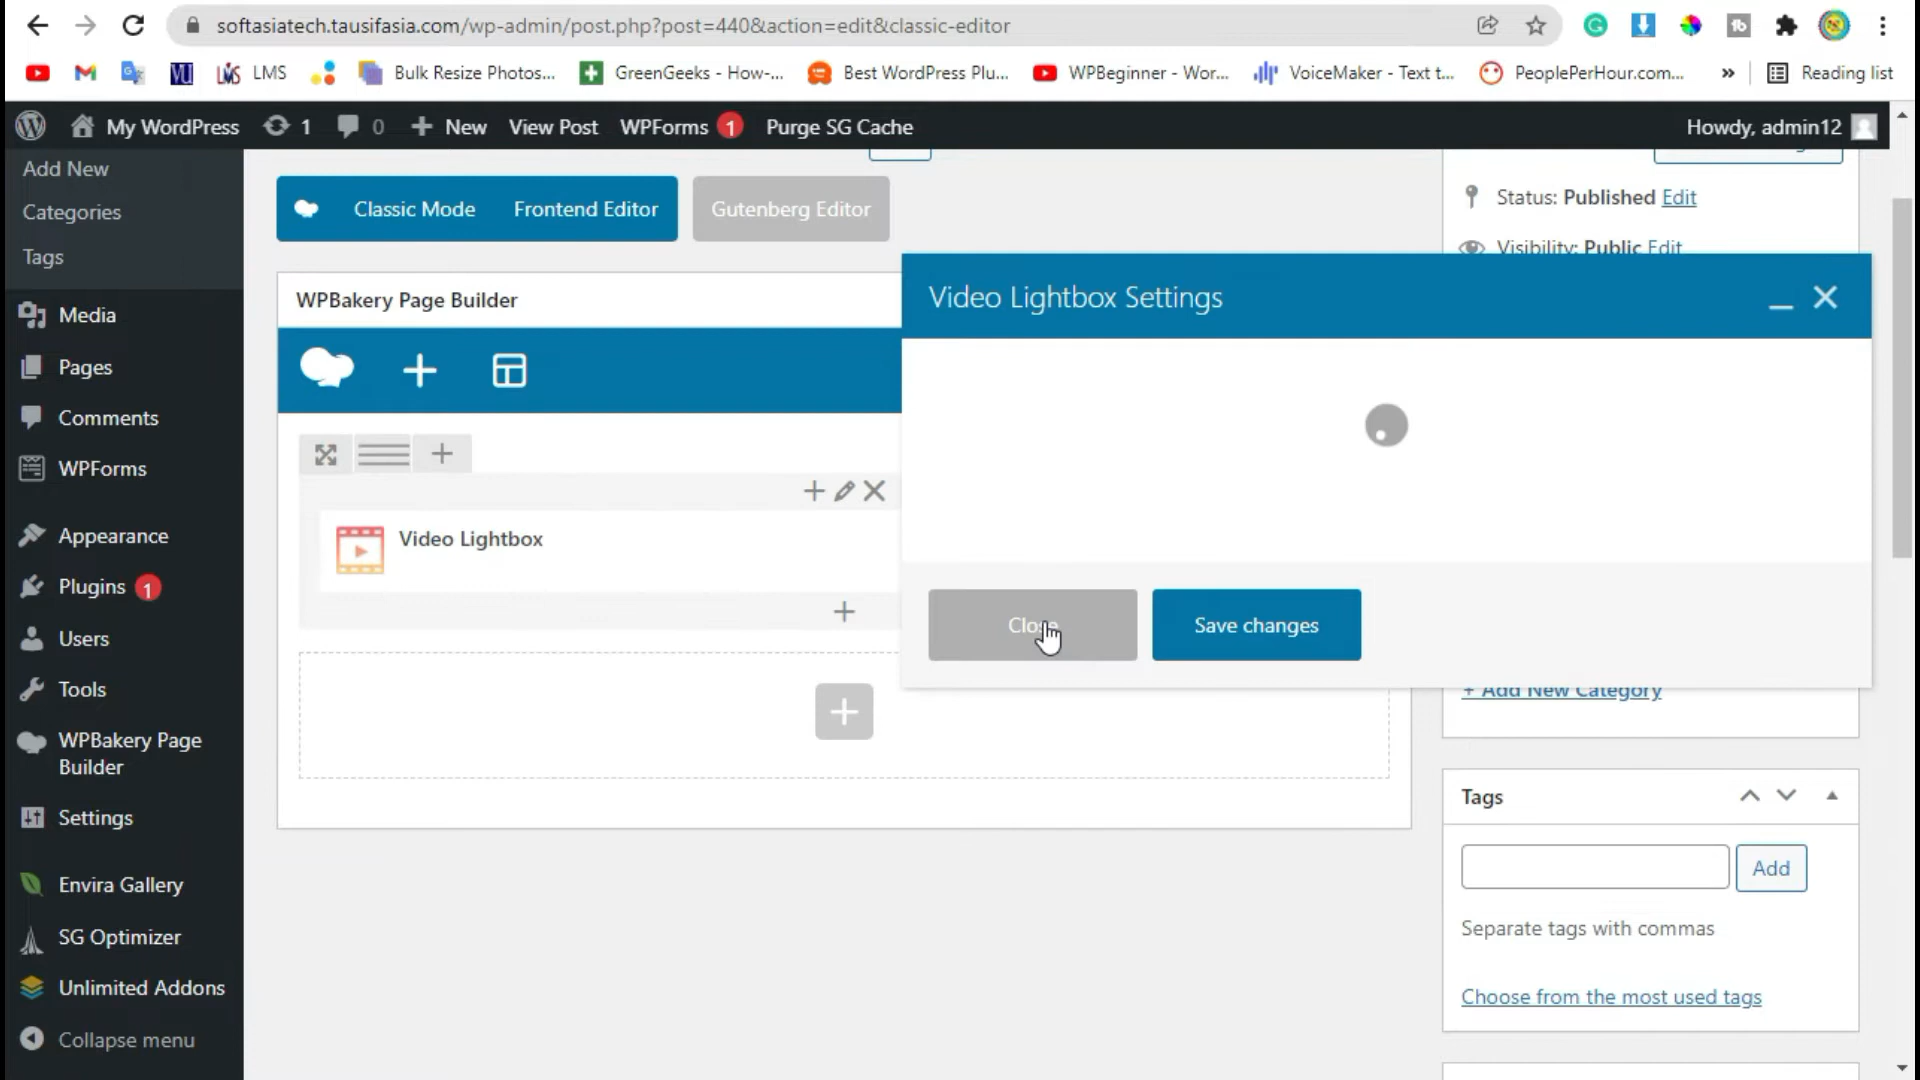 softasiatech.tausifasia.com/wp-admin/post.php?post=440&action=edit&classic-editor
LMS
Bulk Resize Photos...
GreenGeeks - How-...
Best WordPress Plu...
WPBeginner - Wor...
VoiceMaker - Text t...
PeoplePerHour.com...
Reading list
My WordPress
1
0
New
View Post
WPForms 1
Purge SG Cache
Howdy, admin12
Add New
Categories
Tags
Media
Pages
Comments
WPForms
Appearance
Plugins 1
Users
Tools
WPBakery Page
Builder
Settings
Envira Gallery
SG Optimizer
Unlimited Addons
Collapse menu
Classic Mode
Frontend Editor
Gutenberg Editor
WPBakery Page Builder
Video Lightbox
Video Lightbox Settings
Close
Save changes
Status: Published Edit
Visibility: Public Edit
+ Add New Category
Tags
Add
Separate tags with commas
Choose from the most used tags